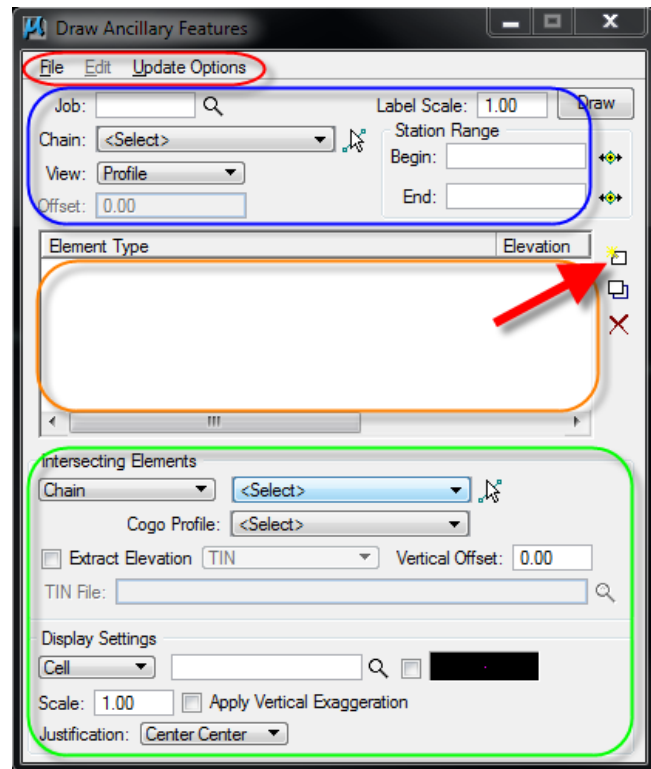 Draw Ancillary Features
File Edit Update Options
Job: Label Scale: 1.00 Draw
Chain: <Select> Station Range
Begin:
View: Profile
End:
Offset: 0.00
Element Type Elevation
Intersecting Elements
Chain <Select>
Cogo Profile: <Select>
Extract Elevation TIN Vertical Offset: 0.00
TIN File:
Display Settings
Cell
Scale: 1.00 Apply Vertical Exaggeration
Justification: Center Center